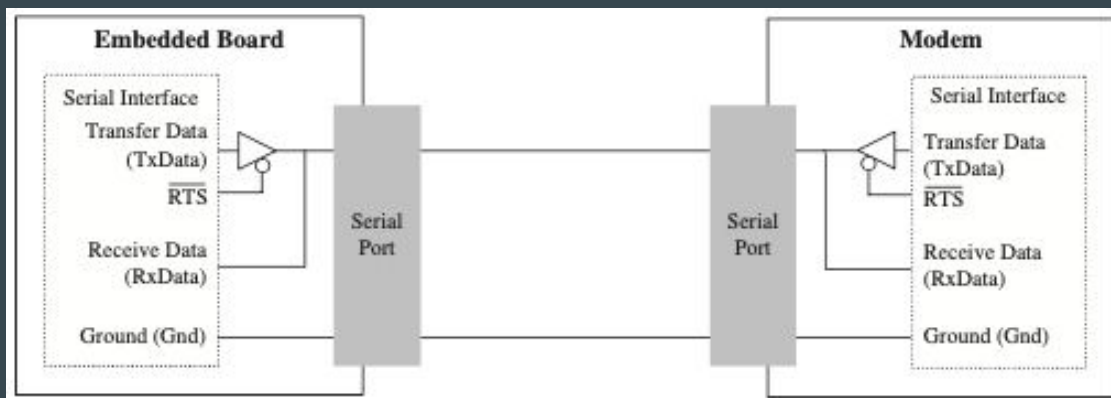 Embedded Board
Serial Interface
Transfer Data
(TxData)
RTS
Receive Data
(RxData)
Ground (Gnd)
Serial
Port
Serial
Port
Modem
Serial Interface
Transfer Data
(TxData)
RTS
Receive Data
(RxData)
Ground (Gnd)